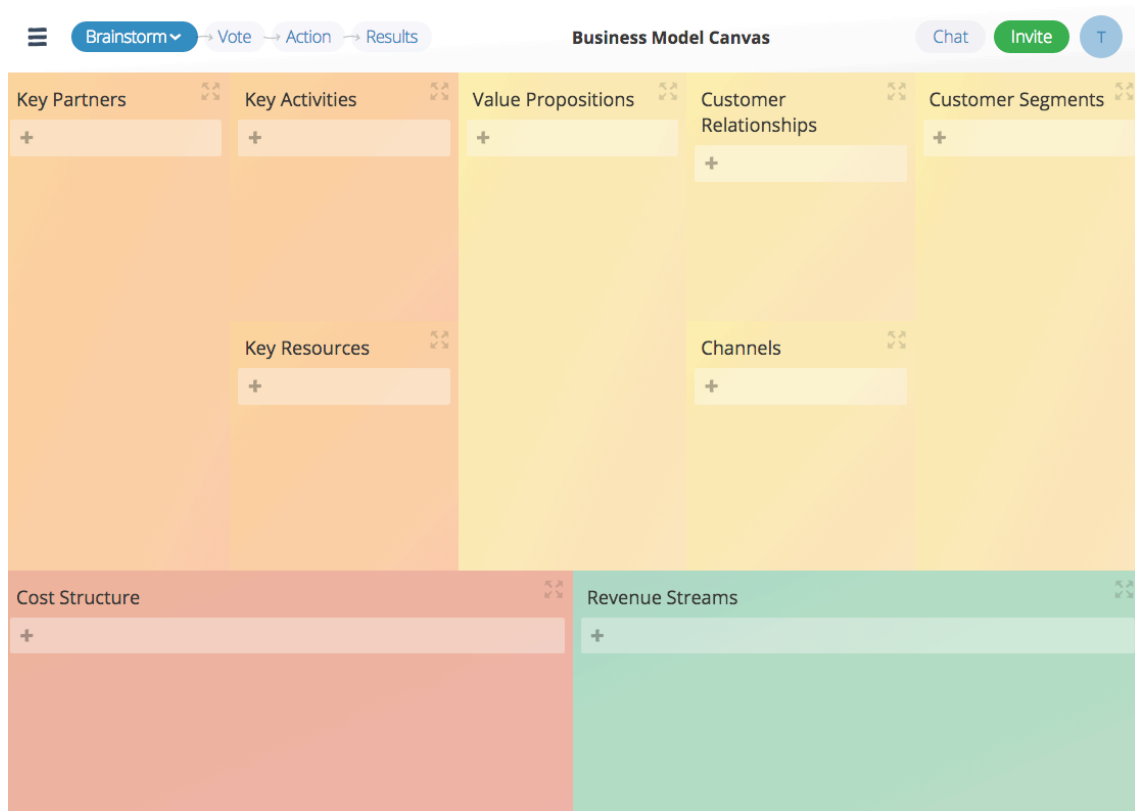 Brainstorm → Vote → Action → Results
Business Model Canvas
Chat
Invite
T
Key Partners
+
Key Activities
+
Value Propositions
+
Customer
Relationships
+
Customer Segments
+
Key Resources
+
Channels
+
Cost Structure
+
Revenue Streams
+